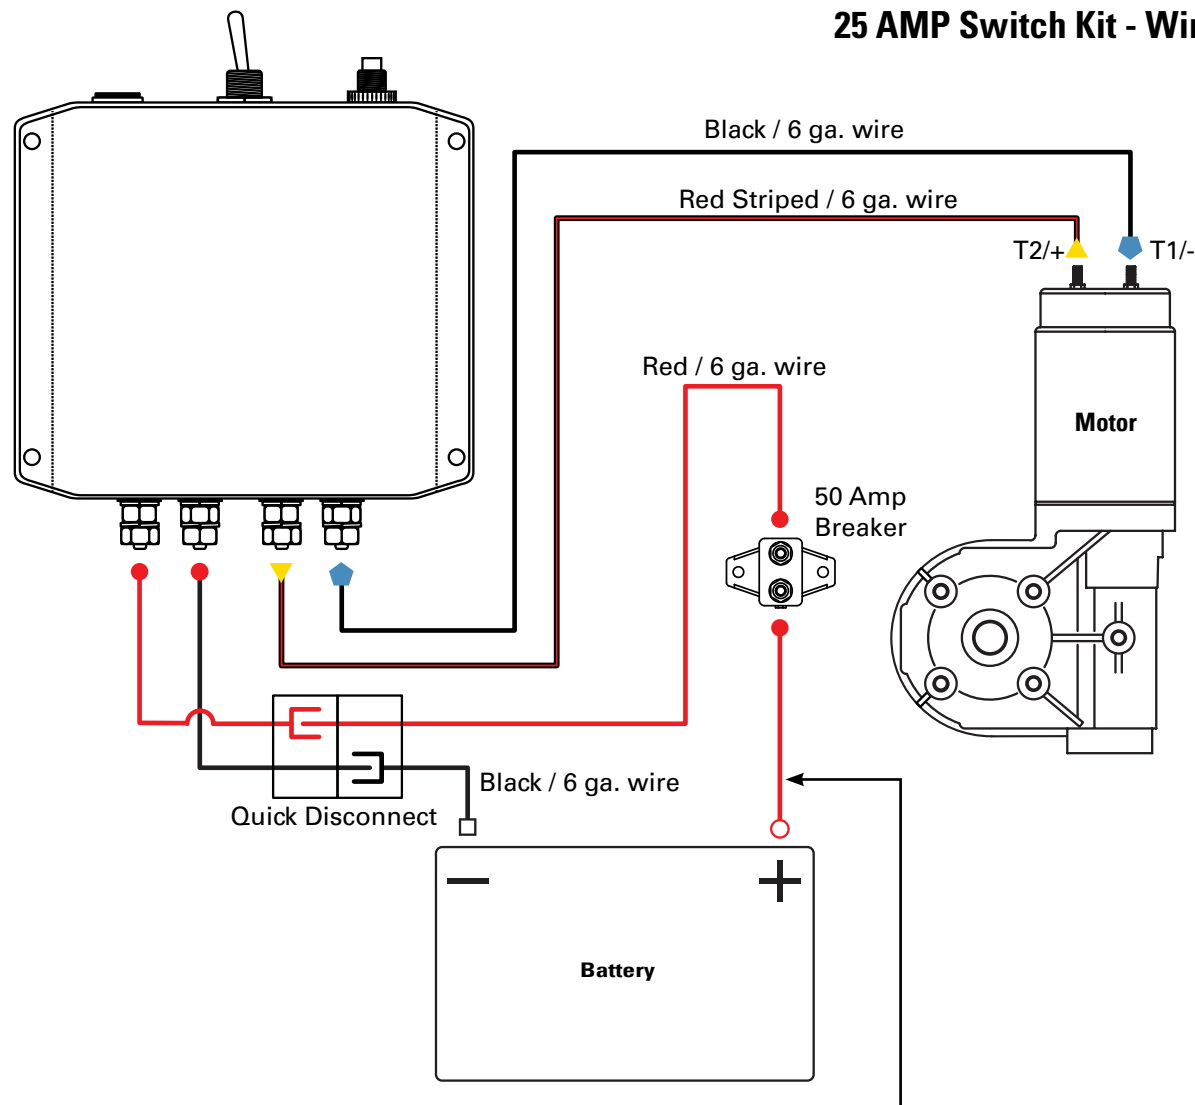 25 AMP Switch Kit - Wir
Black / 6 ga. wire
Red Striped / 6 ga. wire
T2/+
T1/-
Red / 6 ga. wire
Motor
50 Amp
Breaker
Black / 6 ga. wire
Quick Disconnect
Battery